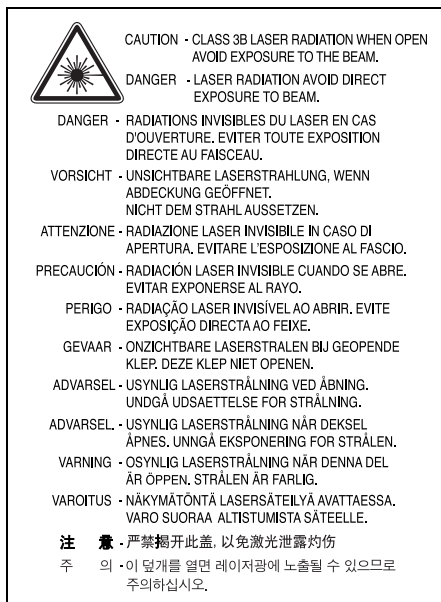 CAUTION - CLASS 3B LASER RADIATION WHEN OPEN
AVOID EXPOSURE TO THE BEAM.
DANGER - LASER RADIATION AVOID DIRECT
EXPOSURE TO BEAM.
DANGER - RADIATIONS INVISIBLES DU LASER EN CAS
D'OUVERTURE. EVITER TOUTE EXPOSITION
DIRECTE AU FAISCEAU.
VORSICHT - UNSICHTBARE LASERSTRAHLUNG, WENN
ABDECKUNG GEÖFFNET.
NICHT DEM STRAHL AUSSETZEN.
ATTENZIONE - RADIAZIONE LASER INVISIBILE IN CASO DI
APERTURA. EVITARE L'ESPOSIZIONE AL FASCIO.
PRECAUCIÓN - RADIACIÓN LASER INVISIBLE CUANDO SE ABRE.
EVITAR EXPONERSE AL RAYO.
PERIGO - RADIAÇÃO LASER INVISÍVEL AO ABRIR. EVITE
EXPOSIÇÃO DIRECTA AO FEIXE.
GEVAAR - ONZICHTBARE LASERSTRALEN BIJ GEOPENDE
KLEP. DEZE KLEP NIET OPENEN.
ADVARSEL - USYNLIG LASERSTRÅLNING VED ÅBNING.
UNDGÅ UDSAETTELSE FOR STRÅLNING.
ADVARSEL. - USYNLIG LASERSTRÅLNING NÅR DEKSEL
ÅPNES. UNNGÅ EKSPONERING FOR STRÅLEN.
VARNING - OSYNLIG LASERSTRÅLNING NÄR DENNA DEL
ÄR ÖPPEN. STRÅLEN ÄR FARLIG.
VAROITUS - NÄKYMÄTÖNTÄ LASERSÄTEILYÄ AVATTAESSA.
VARO SUORAA ALTISTUMISTA SÄTEELLE.
注 意 - 严禁揭开此盖, 以免激光泄露灼伤
주 의 - 이 덮개를 열면 레이저광에 노출될 수 있으므로
주의하십시오.